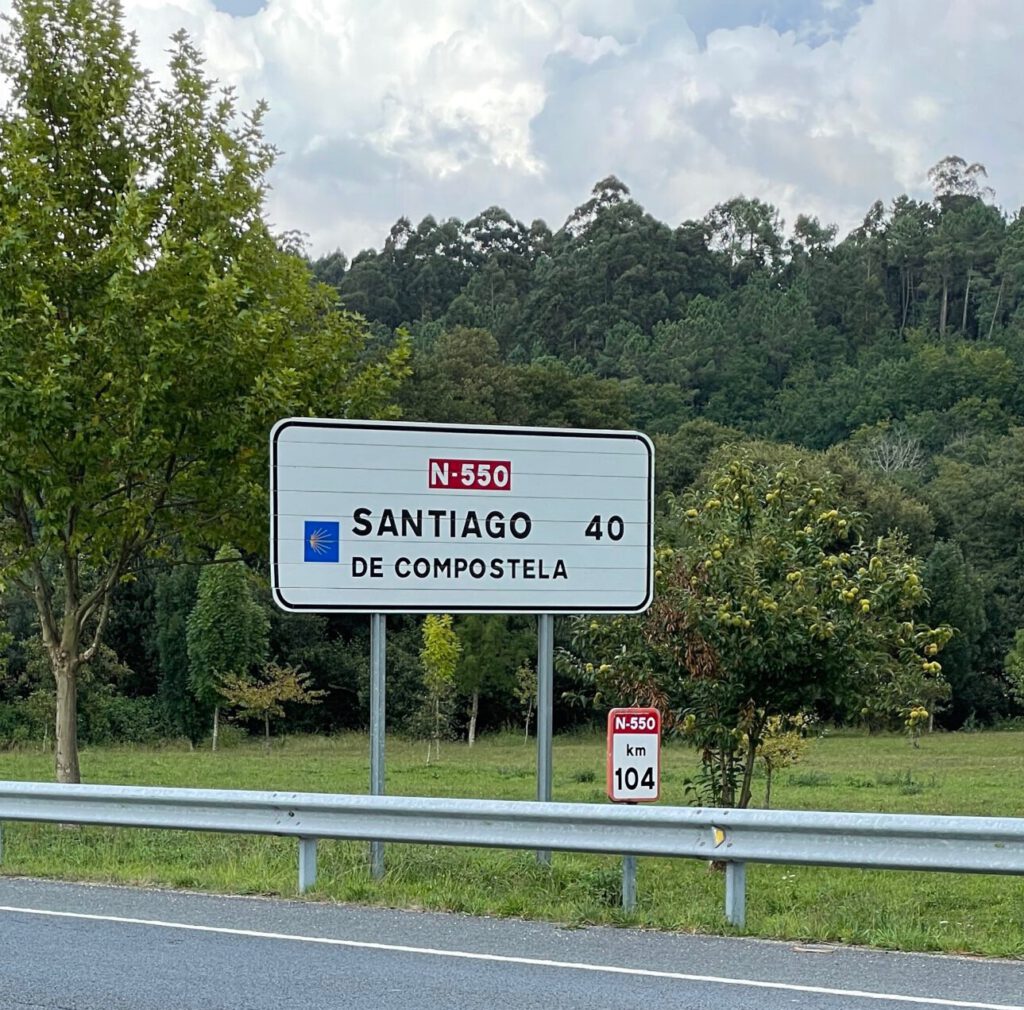 N-550
SANTIAGO 40
DE COMPOSTELA
N-550
km
104